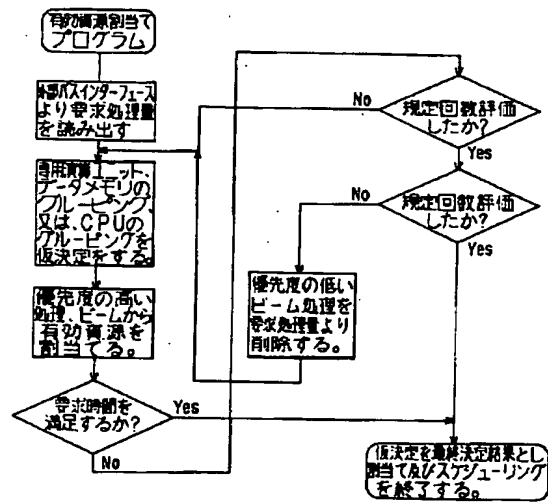 有効資源割当て
プログラム
外部バスインターフェース
より要求処理量
を読み出す
専用演算ユニット、
データメモリの
グルーピング、
又は、CPUの
グルーピングを
仮決定をする。
優先度の高い
処理、ビームから
有効資源を
割当てる。
要求時間を
満足するか?
Yes
No
規定回数評価
したか?
No
Yes
規定回数評価
したか?
No
Yes
優先度の低い
ビーム処理を
要求処理量より
削除する。
仮決定を最終決定結果とし
割当て及びスケジューリング
を終了する。